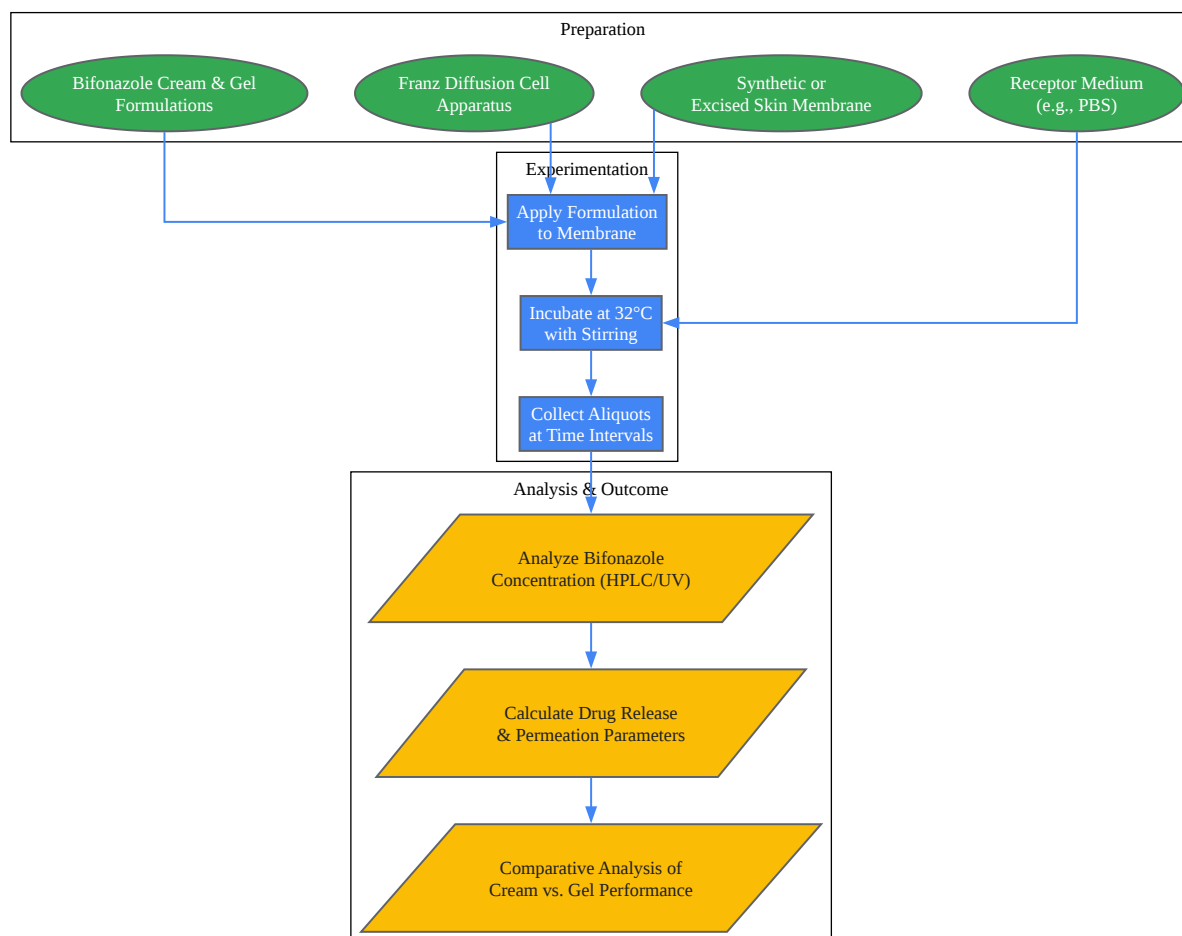 Preparation
Bifonazole Cream & Gel
Formulations
Franz Diffusion Cell
Apparatus
Synthetic or
Excised Skin Membrane
Receptor Medium
(e.g., PBS)
Experimentation
Apply Formulation
to Membrane
Incubate at 32°C
with Stirring
Collect Aliquots
at Time Intervals
Analysis & Outcome
Analyze Bifonazole
Concentration (HPLC/UV)
Calculate Drug Release
& Permeation Parameters
Comparative Analysis of
Cream vs. Gel Performance